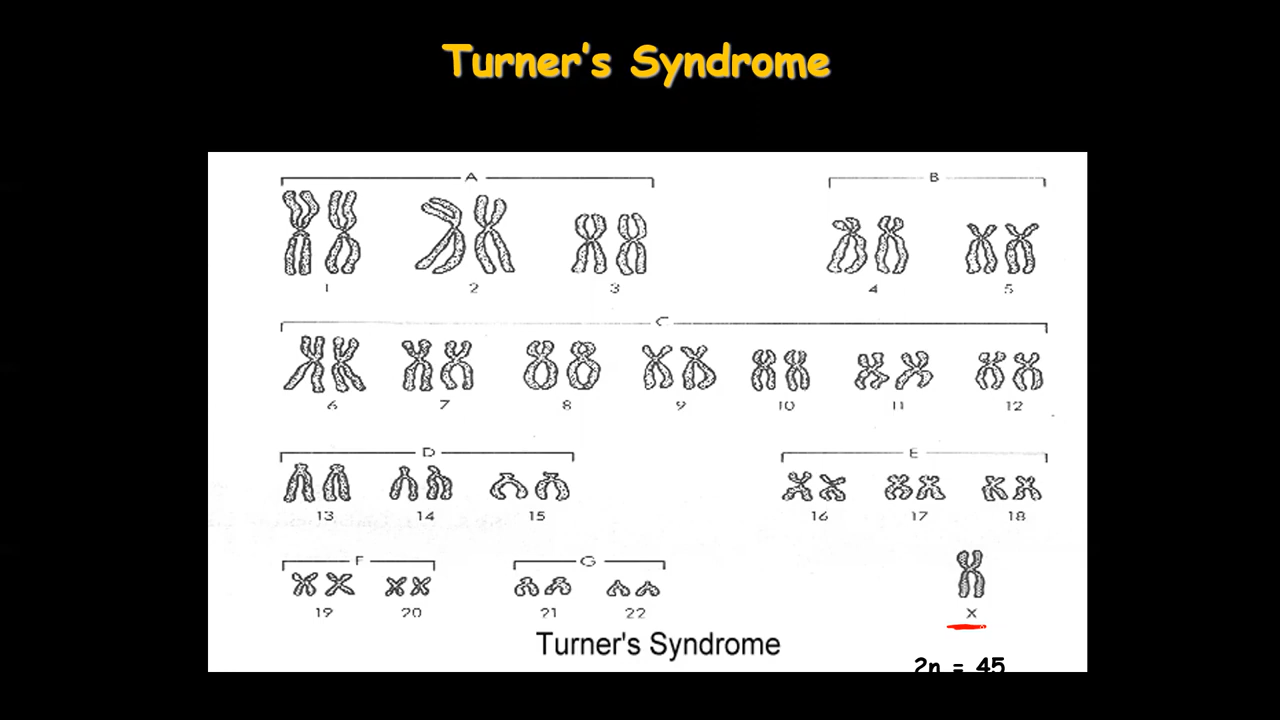 Turner's Syndrome
A B
1 2 3 4 5
C
6 7 8 9 10 11 12
D E
13 14 15 16 17 18
F G
19 20 21 22 X
Turner's Syndrome
2n = 45